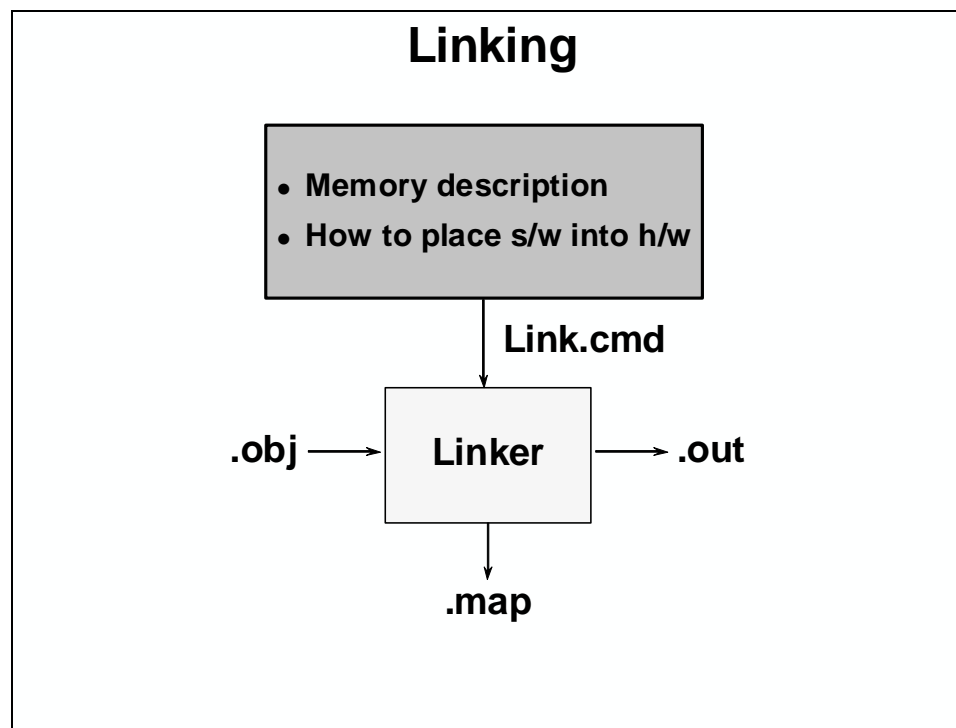 Linking
• Memory description
• How to place s/w into h/w
Link.cmd
.obj
Linker
.out
.map